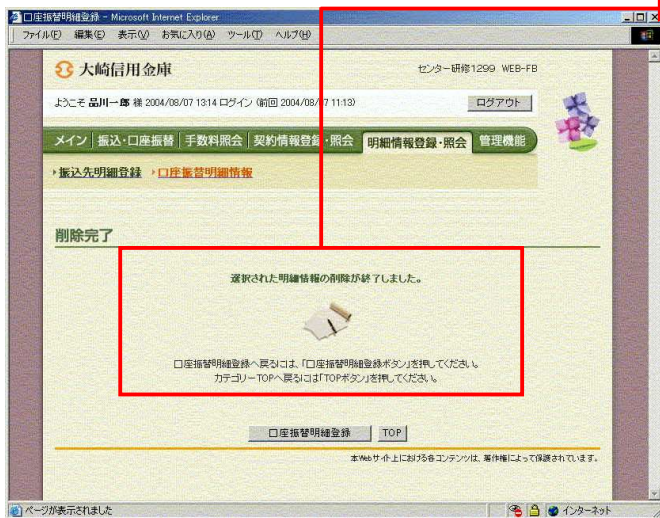 口座振替明細登録 - Microsoft Internet Explorer
ファイル(F) 編集(E) 表示(V) お気に入り(A) ツール(T) ヘルプ(H)
大崎信用金庫
センター研修1299 WEB-FB
ようこそ 品川一郎 様 2004/08/07 13:14 ログイン (前回 2004/08/07 11:13)
ログアウト
メイン 振込・口座振替 手数料照会 契約情報登録・照会 明細情報登録・照会 管理機能
振込先明細登録 口座振替明細情報
削除完了
選択された明細情報の削除が終了しました。
口座振替明細登録へ戻るには、「口座振替明細登録ボタン」を押してください。
カテゴリーTOPへ戻るには「TOPボタン」を押してください。
口座振替明細登録 TOP
本Webサイト上における各コンテンツは、著作権によって保護されています。
ページが表示されました
インターネット